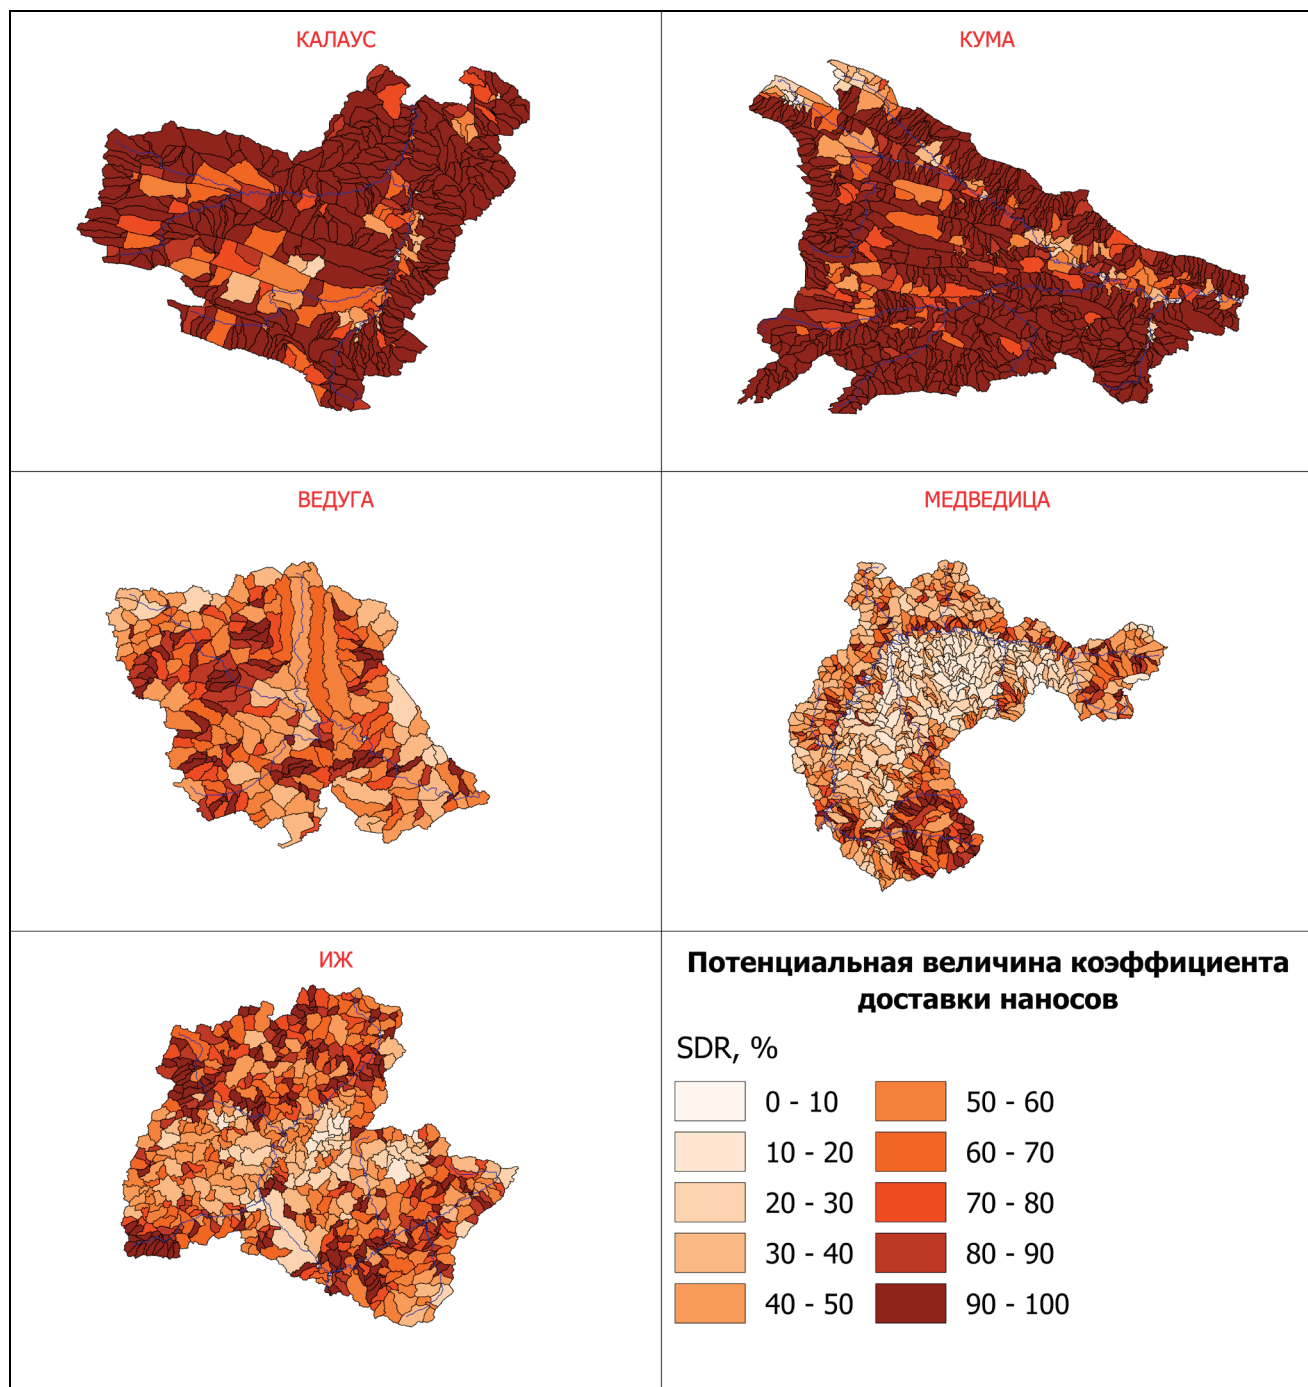 КАЛАУС
КУМА
ВЕДУГА
МЕДВЕДИЦА
ИЖ
Потенциальная величина коэффициента
доставки наносов
SDR, %
0 - 10
10 - 20
20 - 30
30 - 40
40 - 50
50 - 60
60 - 70
70 - 80
80 - 90
90 - 100